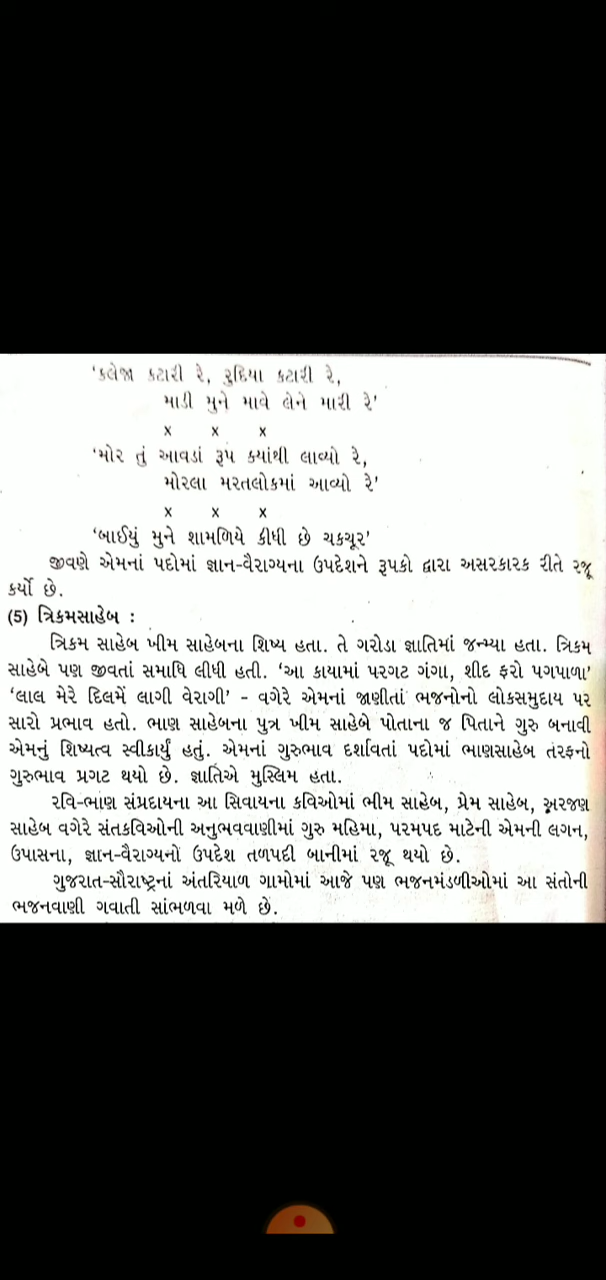 ‘કલેજા કટારી રે, રુદિયા કટારી રે,
માડી મુને માવે લેને મારી રે’
x x x
‘મોર તું આવડાં રૂપ ક્યાંથી લાવ્યો રે,
મોરલા મરતલોકમાં આવ્યો રે’
x x x
‘બાઈયું મુને શામળિયે કીધી છે ચકચૂર’
જીવણે એમનાં પદોમાં જ્ઞાન-વૈરાગ્યના ઉપદેશને રૂપકો દ્વારા અસરકારક રીતે રજૂ
કર્યો છે.
(5) ત્રિકમસાહેબ :
ત્રિકમ સાહેબ ખીમ સાહેબના શિષ્ય હતા. તે ગરોડા જ્ઞાતિમાં જન્મ્યા હતા. ત્રિકમ
સાહેબે પણ જીવતાં સમાધિ લીધી હતી. ‘આ કાયામાં પરગટ ગંગા, શીદ ફરો પગપાળા’
‘લાલ મેરે દિલમેં લાગી વેરાગી’ - વગેરે એમનાં જાણીતાં ભજનોનો લોકસમુદાય પર
સારો પ્રભાવ હતો. ભાણ સાહેબના પુત્ર ખીમ સાહેબે પોતાના જ પિતાને ગુરુ બનાવી
એમનું શિષ્યત્વ સ્વીકાર્યું હતું. એમનાં ગુરુભાવ દર્શાવતાં પદોમાં ભાણસાહેબ તરફનો
ગુરુભાવ પ્રગટ થયો છે. જ્ઞાતિએ મુસ્લિમ હતા.
રવિ-ભાણ સંપ્રદાયના આ સિવાયના કવિઓમાં ભીમ સાહેબ, પ્રેમ સાહેબ, અરજણ
સાહેબ વગેરે સંતકવિઓની અનુભવવાણીમાં ગુરુ મહિમા, પરમપદ માટેની એમની લગન,
ઉપાસના, જ્ઞાન-વૈરાગ્યનો ઉપદેશ તળપદી બાનીમાં રજૂ થયો છે.
ગુજરાત-સૌરાષ્ટ્રનાં અંતરિયાળ ગામોમાં આજે પણ ભજનમંડળીઓમાં આ સંતોની
ભજનવાણી ગવાતી સાંભળવા મળે છે.